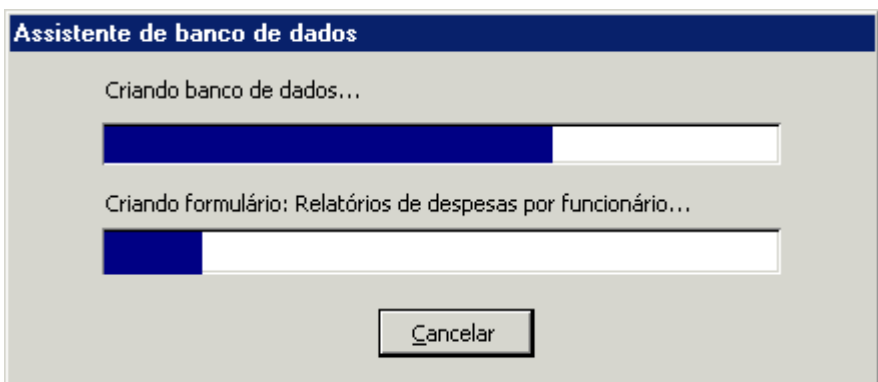 Assistente de banco de dados
Criando banco de dados...
Criando formulário: Relatórios de despesas por funcionário...
Cancelar